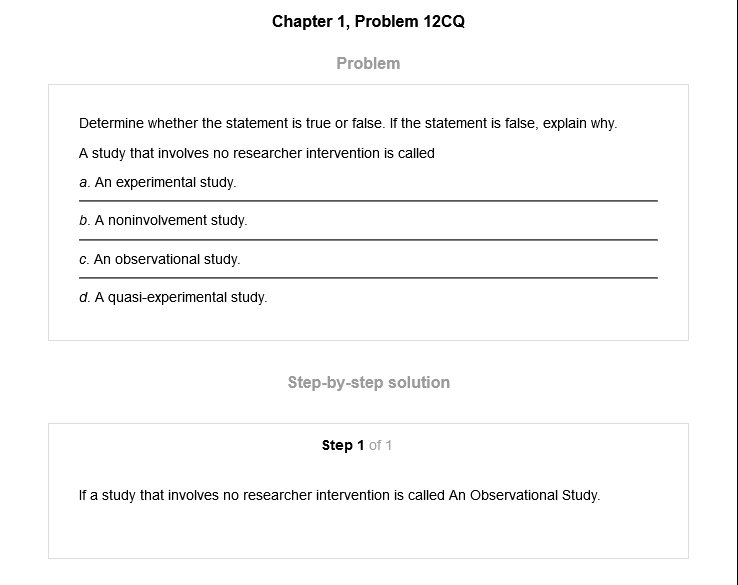 Chapter 1, Problem 12CQ
Problem
Determine whether the statement is true or false. If the statement is false, explain why.
A study that involves no researcher intervention is called
a. An experimental study.
b. A noninvolvement study.
c. An observational study.
d. A quasi-experimental study.
Step-by-step solution
Step 1 of 1
If a study that involves no researcher intervention is called An Observational Study.